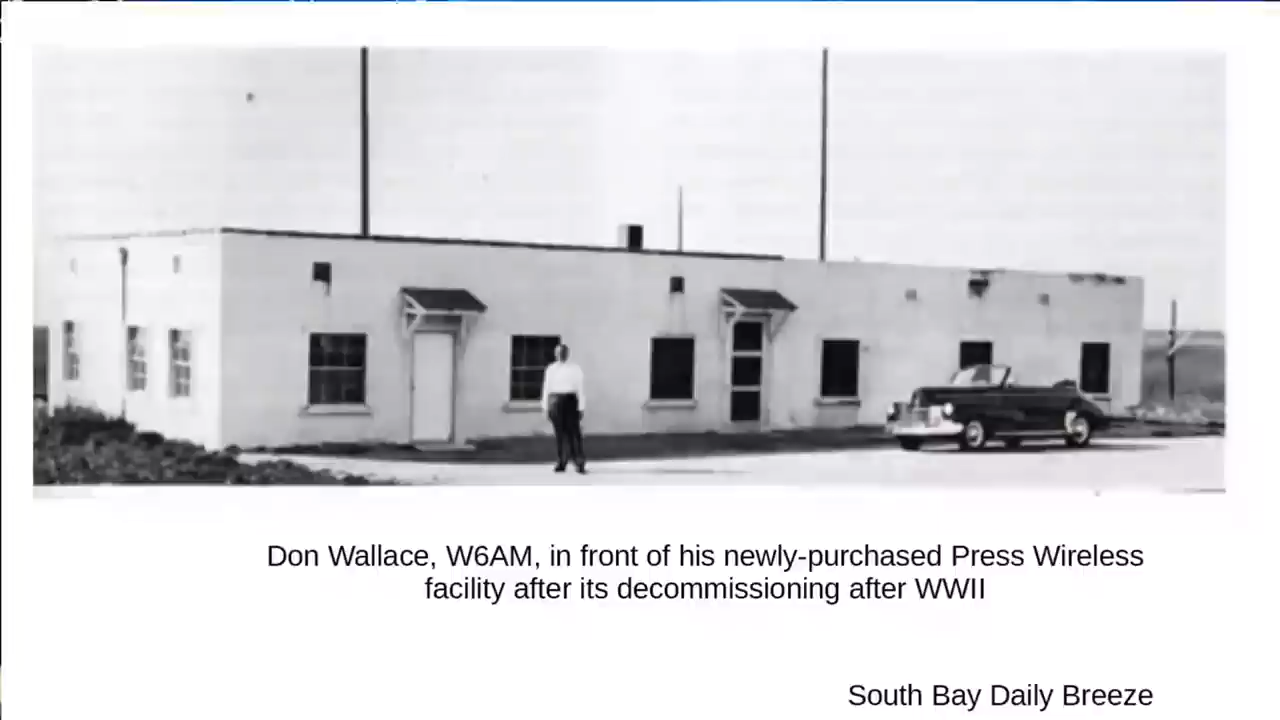 Don Wallace, W6AM, in front of his newly-purchased Press Wireless
facility after its decommissioning after WWII
South Bay Daily Breeze